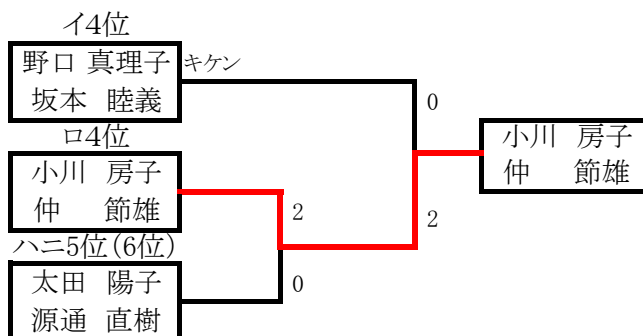 イ4位
野口 真理子
坂本 睦義
キケン
0
ロ4位
小川 房子
仲 節雄
小川 房子
仲 節雄
2
2
ハニ5位(6位)
太田 陽子
源通 直樹
0